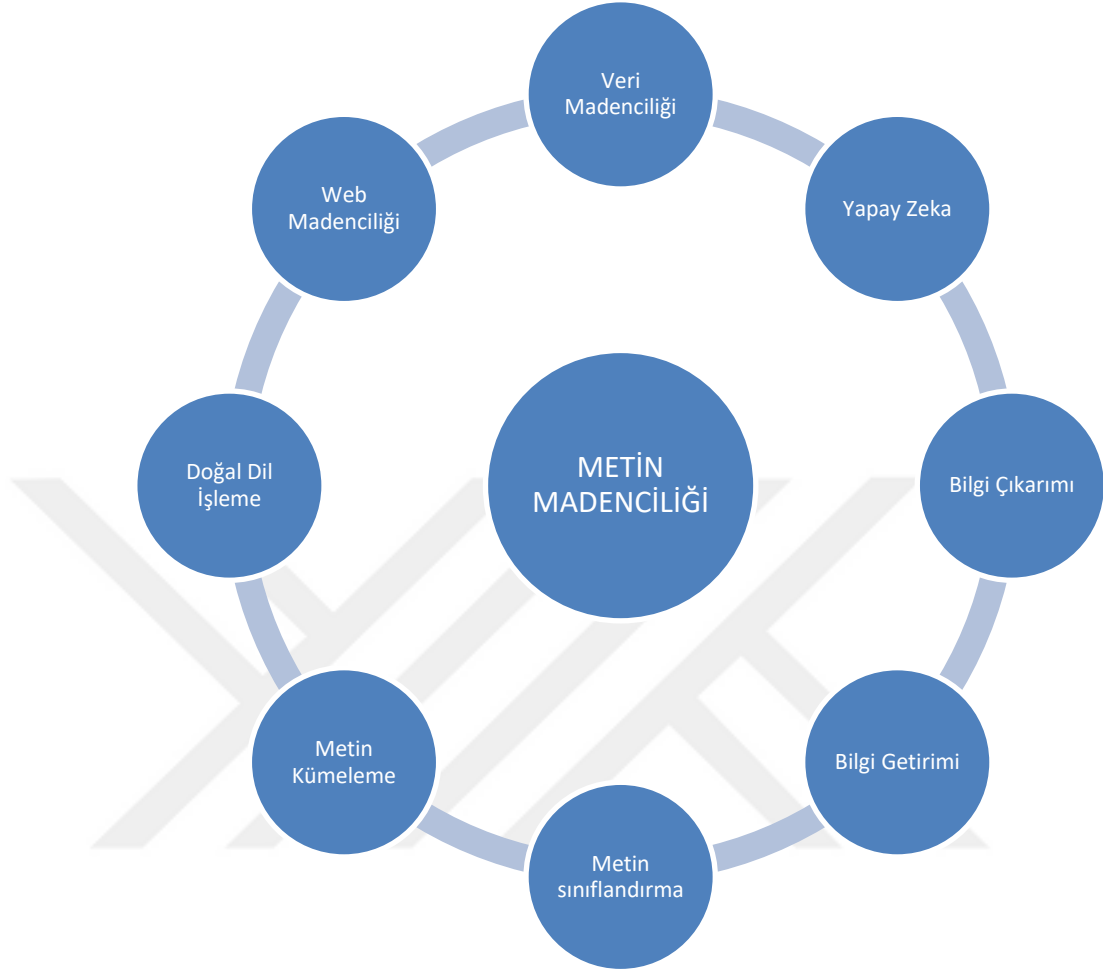 Veri
Madenciliği
Yapay Zeka
Bilgi Çıkarımı
Bilgi Getirimi
Metin
sınıflandırma
Metin
Kümeleme
Doğal Dil
İşleme
Web
Madenciliği
METİN
MADENCİLİĞİ